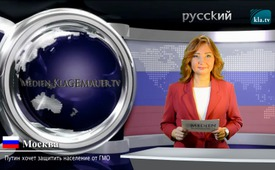 русский
kla.tv
MEDIEN-KLAGEMAUER.TV
Москва
Путин хочет защитить население от ГМО